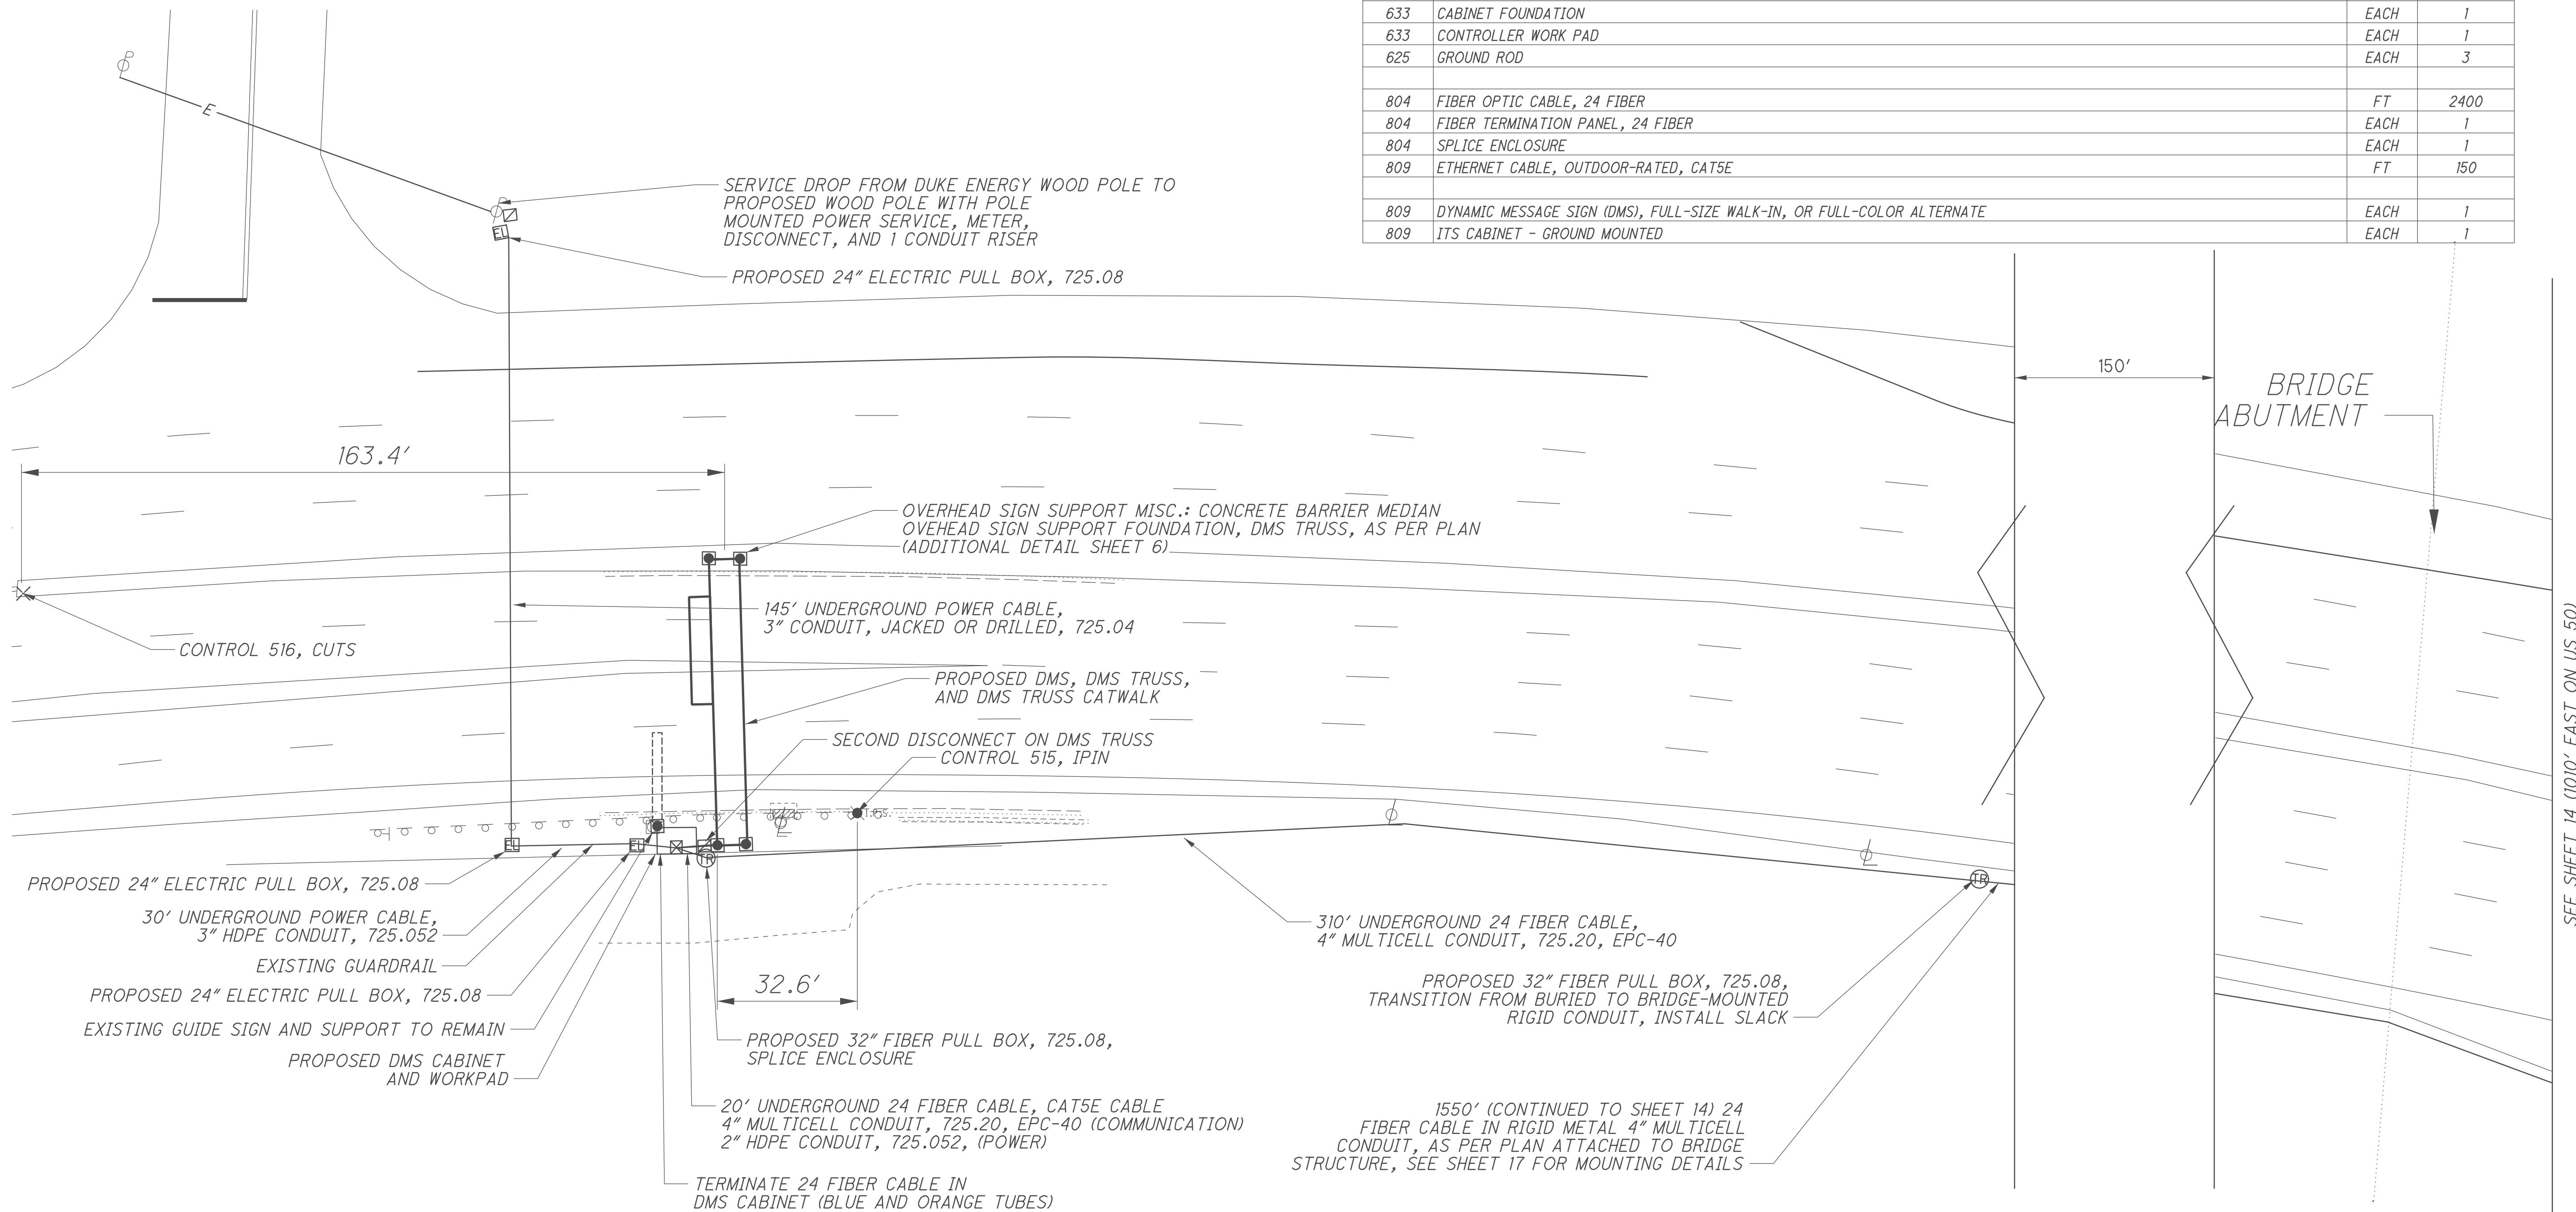 633 CABINET FOUNDATION EACH 1
633 CONTROLLER WORK PAD EACH 1
625 GROUND ROD EACH 3
804 FIBER OPTIC CABLE, 24 FIBER FT 2400
804 FIBER TERMINATION PANEL, 24 FIBER EACH 1
804 SPLICE ENCLOSURE EACH 1
809 ETHERNET CABLE, OUTDOOR-RATED, CAT5E FT 150
809 DYNAMIC MESSAGE SIGN (DMS), FULL-SIZE WALK-IN, OR FULL-COLOR ALTERNATE EACH 1
809 ITS CABINET - GROUND MOUNTED EACH 1
E
SERVICE DROP FROM DUKE ENERGY WOOD POLE TO
PROPOSED WOOD POLE WITH POLE
MOUNTED POWER SERVICE, METER,
DISCONNECT, AND 1 CONDUIT RISER
EL
PROPOSED 24" ELECTRIC PULL BOX, 725.08
150'
BRIDGE
ABUTMENT
163.4'
OVERHEAD SIGN SUPPORT MISC.: CONCRETE BARRIER MEDIAN
OVEHEAD SIGN SUPPORT FOUNDATION, DMS TRUSS, AS PER PLAN
(ADDITIONAL DETAIL SHEET 6)
145' UNDERGROUND POWER CABLE,
3" CONDUIT, JACKED OR DRILLED, 725.04
CONTROL 516, CUTS
PROPOSED DMS, DMS TRUSS,
AND DMS TRUSS CATWALK
SECOND DISCONNECT ON DMS TRUSS
CONTROL 515, IPIN
SEE SHEET 14 (1010' EAST ON US 50)
EL
EL
TR
TR
PROPOSED 24" ELECTRIC PULL BOX, 725.08
30' UNDERGROUND POWER CABLE,
3" HDPE CONDUIT, 725.052
EXISTING GUARDRAIL
PROPOSED 24" ELECTRIC PULL BOX, 725.08
EXISTING GUIDE SIGN AND SUPPORT TO REMAIN
PROPOSED DMS CABINET
AND WORKPAD
32.6'
PROPOSED 32" FIBER PULL BOX, 725.08,
SPLICE ENCLOSURE
20' UNDERGROUND 24 FIBER CABLE, CAT5E CABLE
4" MULTICELL CONDUIT, 725.20, EPC-40 (COMMUNICATION)
2" HDPE CONDUIT, 725.052, (POWER)
TERMINATE 24 FIBER CABLE IN
DMS CABINET (BLUE AND ORANGE TUBES)
310' UNDERGROUND 24 FIBER CABLE,
4" MULTICELL CONDUIT, 725.20, EPC-40
PROPOSED 32" FIBER PULL BOX, 725.08,
TRANSITION FROM BURIED TO BRIDGE-MOUNTED
RIGID CONDUIT, INSTALL SLACK
1550' (CONTINUED TO SHEET 14) 24
FIBER CABLE IN RIGID METAL 4" MULTICELL
CONDUIT, AS PER PLAN ATTACHED TO BRIDGE
STRUCTURE, SEE SHEET 17 FOR MOUNTING DETAILS